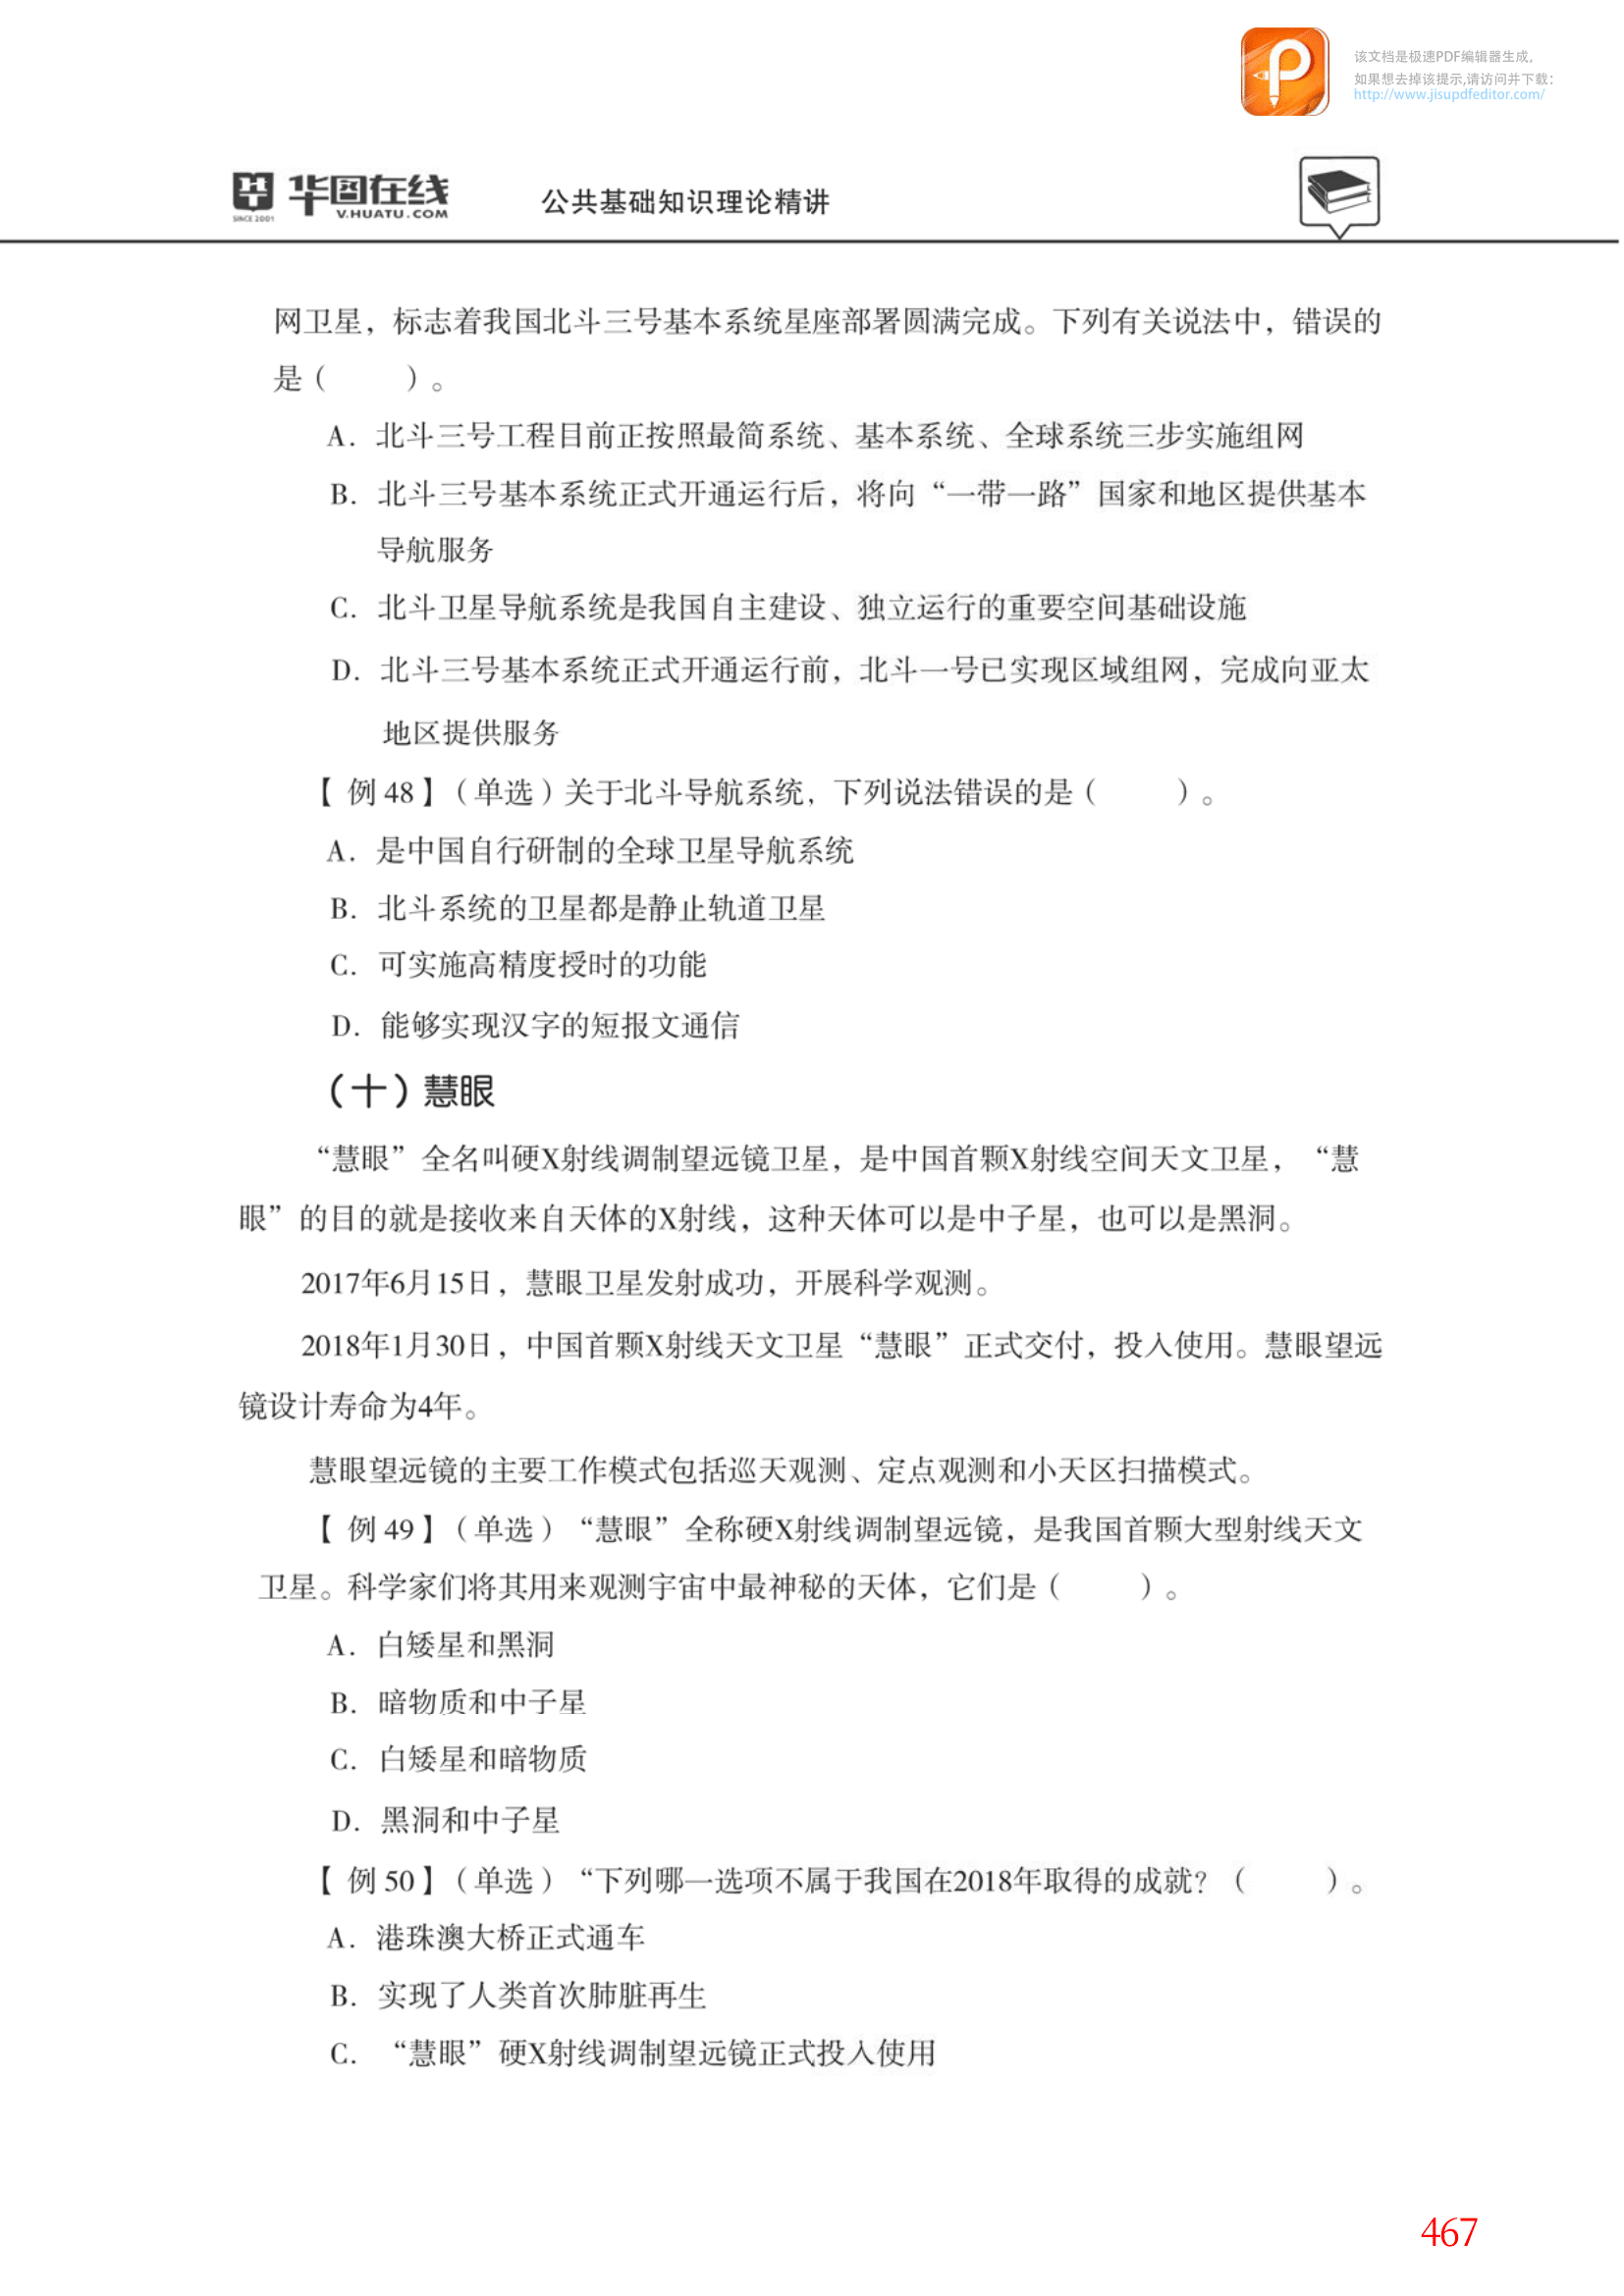 该文档是极速PDF编辑器生成,
如果想去掉该提示,请访问并下载:
http://www.jisupdfeditor.com/
华图在线
SINCE 2001
V.HUATU.COM
公共基础知识理论精讲
网卫星，标志着我国北斗三号基本系统星座部署圆满完成。下列有关说法中，错误的
是（　　）。
A．北斗三号工程目前正按照最简系统、基本系统、全球系统三步实施组网
B．北斗三号基本系统正式开通运行后，将向“一带一路”国家和地区提供基本
导航服务
C．北斗卫星导航系统是我国自主建设、独立运行的重要空间基础设施
D．北斗三号基本系统正式开通运行前，北斗一号已实现区域组网，完成向亚太
地区提供服务
【例48】（单选）关于北斗导航系统，下列说法错误的是（　　）。
A．是中国自行研制的全球卫星导航系统
B．北斗系统的卫星都是静止轨道卫星
C．可实施高精度授时的功能
D．能够实现汉字的短报文通信
（十）慧眼
“慧眼”全名叫硬X射线调制望远镜卫星，是中国首颗X射线空间天文卫星，“慧
眼”的目的就是接收来自天体的X射线，这种天体可以是中子星，也可以是黑洞。
2017年6月15日，慧眼卫星发射成功，开展科学观测。
2018年1月30日，中国首颗X射线天文卫星“慧眼”正式交付，投入使用。慧眼望远
镜设计寿命为4年。
慧眼望远镜的主要工作模式包括巡天观测、定点观测和小天区扫描模式。
【例49】（单选）“慧眼”全称硬X射线调制望远镜，是我国首颗大型射线天文
卫星。科学家们将其用来观测宇宙中最神秘的天体，它们是（　　）。
A．白矮星和黑洞
B．暗物质和中子星
C．白矮星和暗物质
D．黑洞和中子星
【例50】（单选）“下列哪一选项不属于我国在2018年取得的成就？（　　）。
A．港珠澳大桥正式通车
B．实现了人类首次肺脏再生
C．“慧眼”硬X射线调制望远镜正式投入使用
467